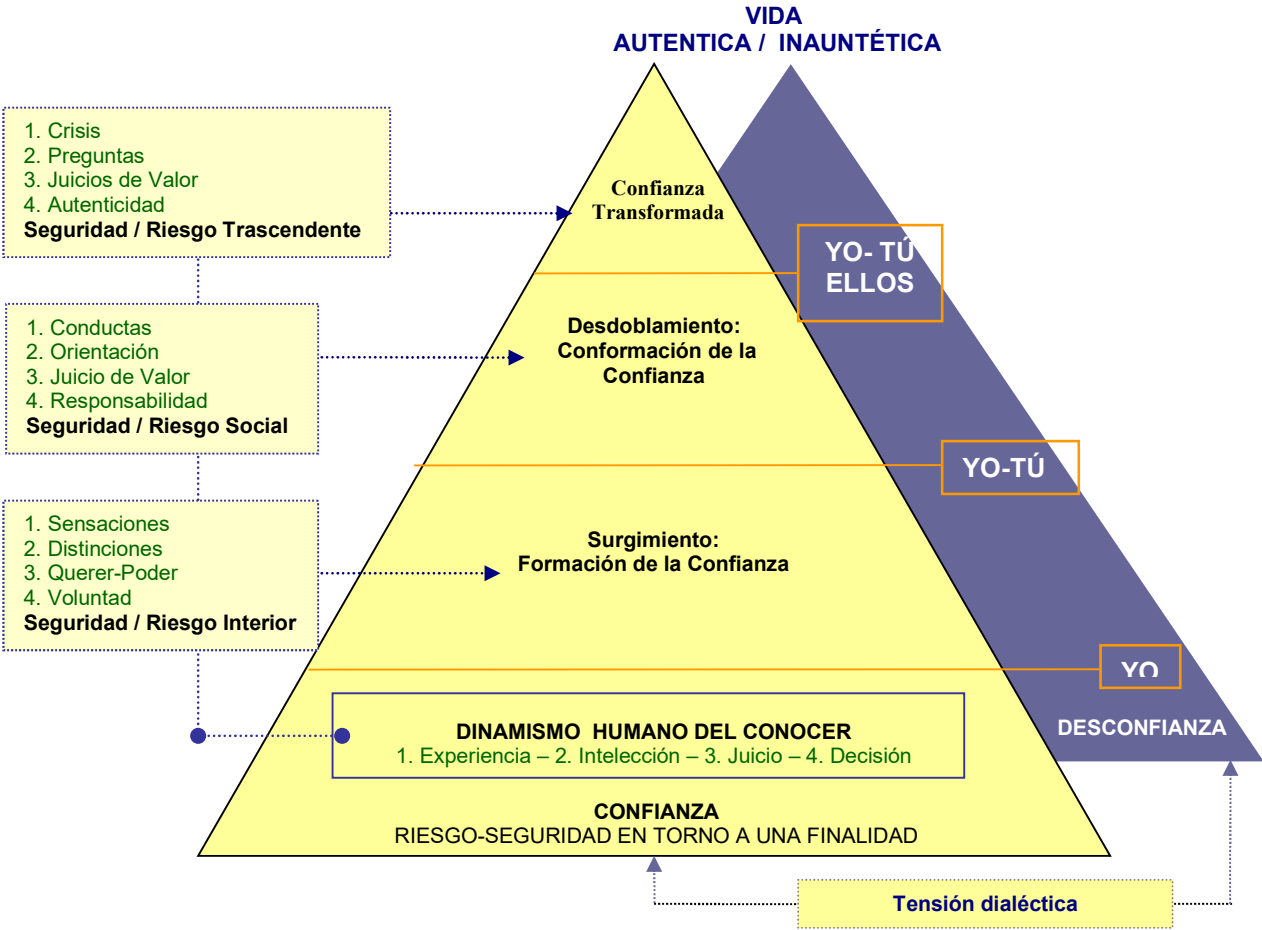 VIDA
AUTENTICA / INAUNTÉTICA
1. Crisis
2. Preguntas
3. Juicios de Valor
4. Autenticidad
Seguridad / Riesgo Trascendente
Confianza
Transformada
YO- TÚ
ELLOS
1. Conductas
2. Orientación
3. Juicio de Valor
4. Responsabilidad
Seguridad / Riesgo Social
Desdoblamiento:
Conformación de la
Confianza
YO-TÚ
1. Sensaciones
2. Distinciones
3. Querer-Poder
4. Voluntad
Seguridad / Riesgo Interior
Surgimiento:
Formación de la Confianza
YO
DESCONFIANZA
DINAMISMO HUMANO DEL CONOCER
1. Experiencia – 2. Intelección – 3. Juicio – 4. Decisión
CONFIANZA
RIESGO-SEGURIDAD EN TORNO A UNA FINALIDAD
Tensión dialéctica